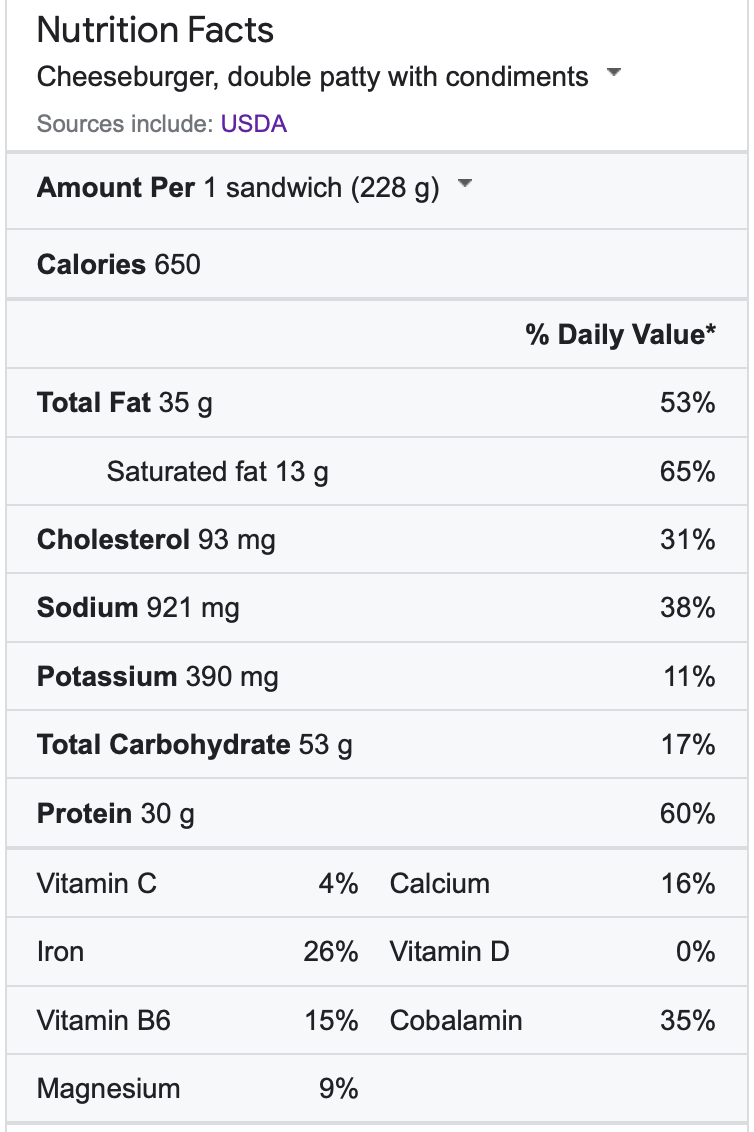 Nutrition Facts
Cheeseburger, double patty with condiments
Sources include: USDA
Amount Per 1 sandwich (228 g)
Calories 650
% Daily Value*
Total Fat 35 g 53%
Saturated fat 13 g 65%
Cholesterol 93 mg 31%
Sodium 921 mg 38%
Potassium 390 mg 11%
Total Carbohydrate 53 g 17%
Protein 30 g 60%
Vitamin C 4% Calcium 16%
Iron 26% Vitamin D 0%
Vitamin B6 15% Cobalamin 35%
Magnesium 9%